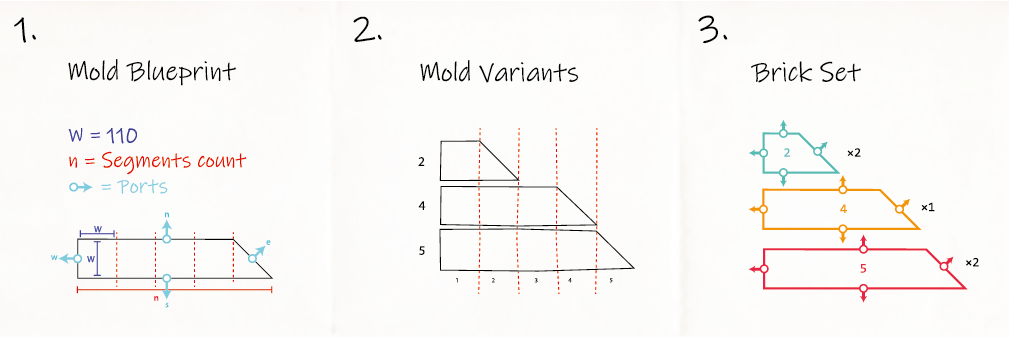 1.
Mold Blueprint
W = 110
n = Segments count
= Ports
n
W
W
w
e
n
s
2.
Mold Variants
2
4
5
1 2 3 4 5
3.
Brick Set
2 ×2
4 ×1
5 ×2